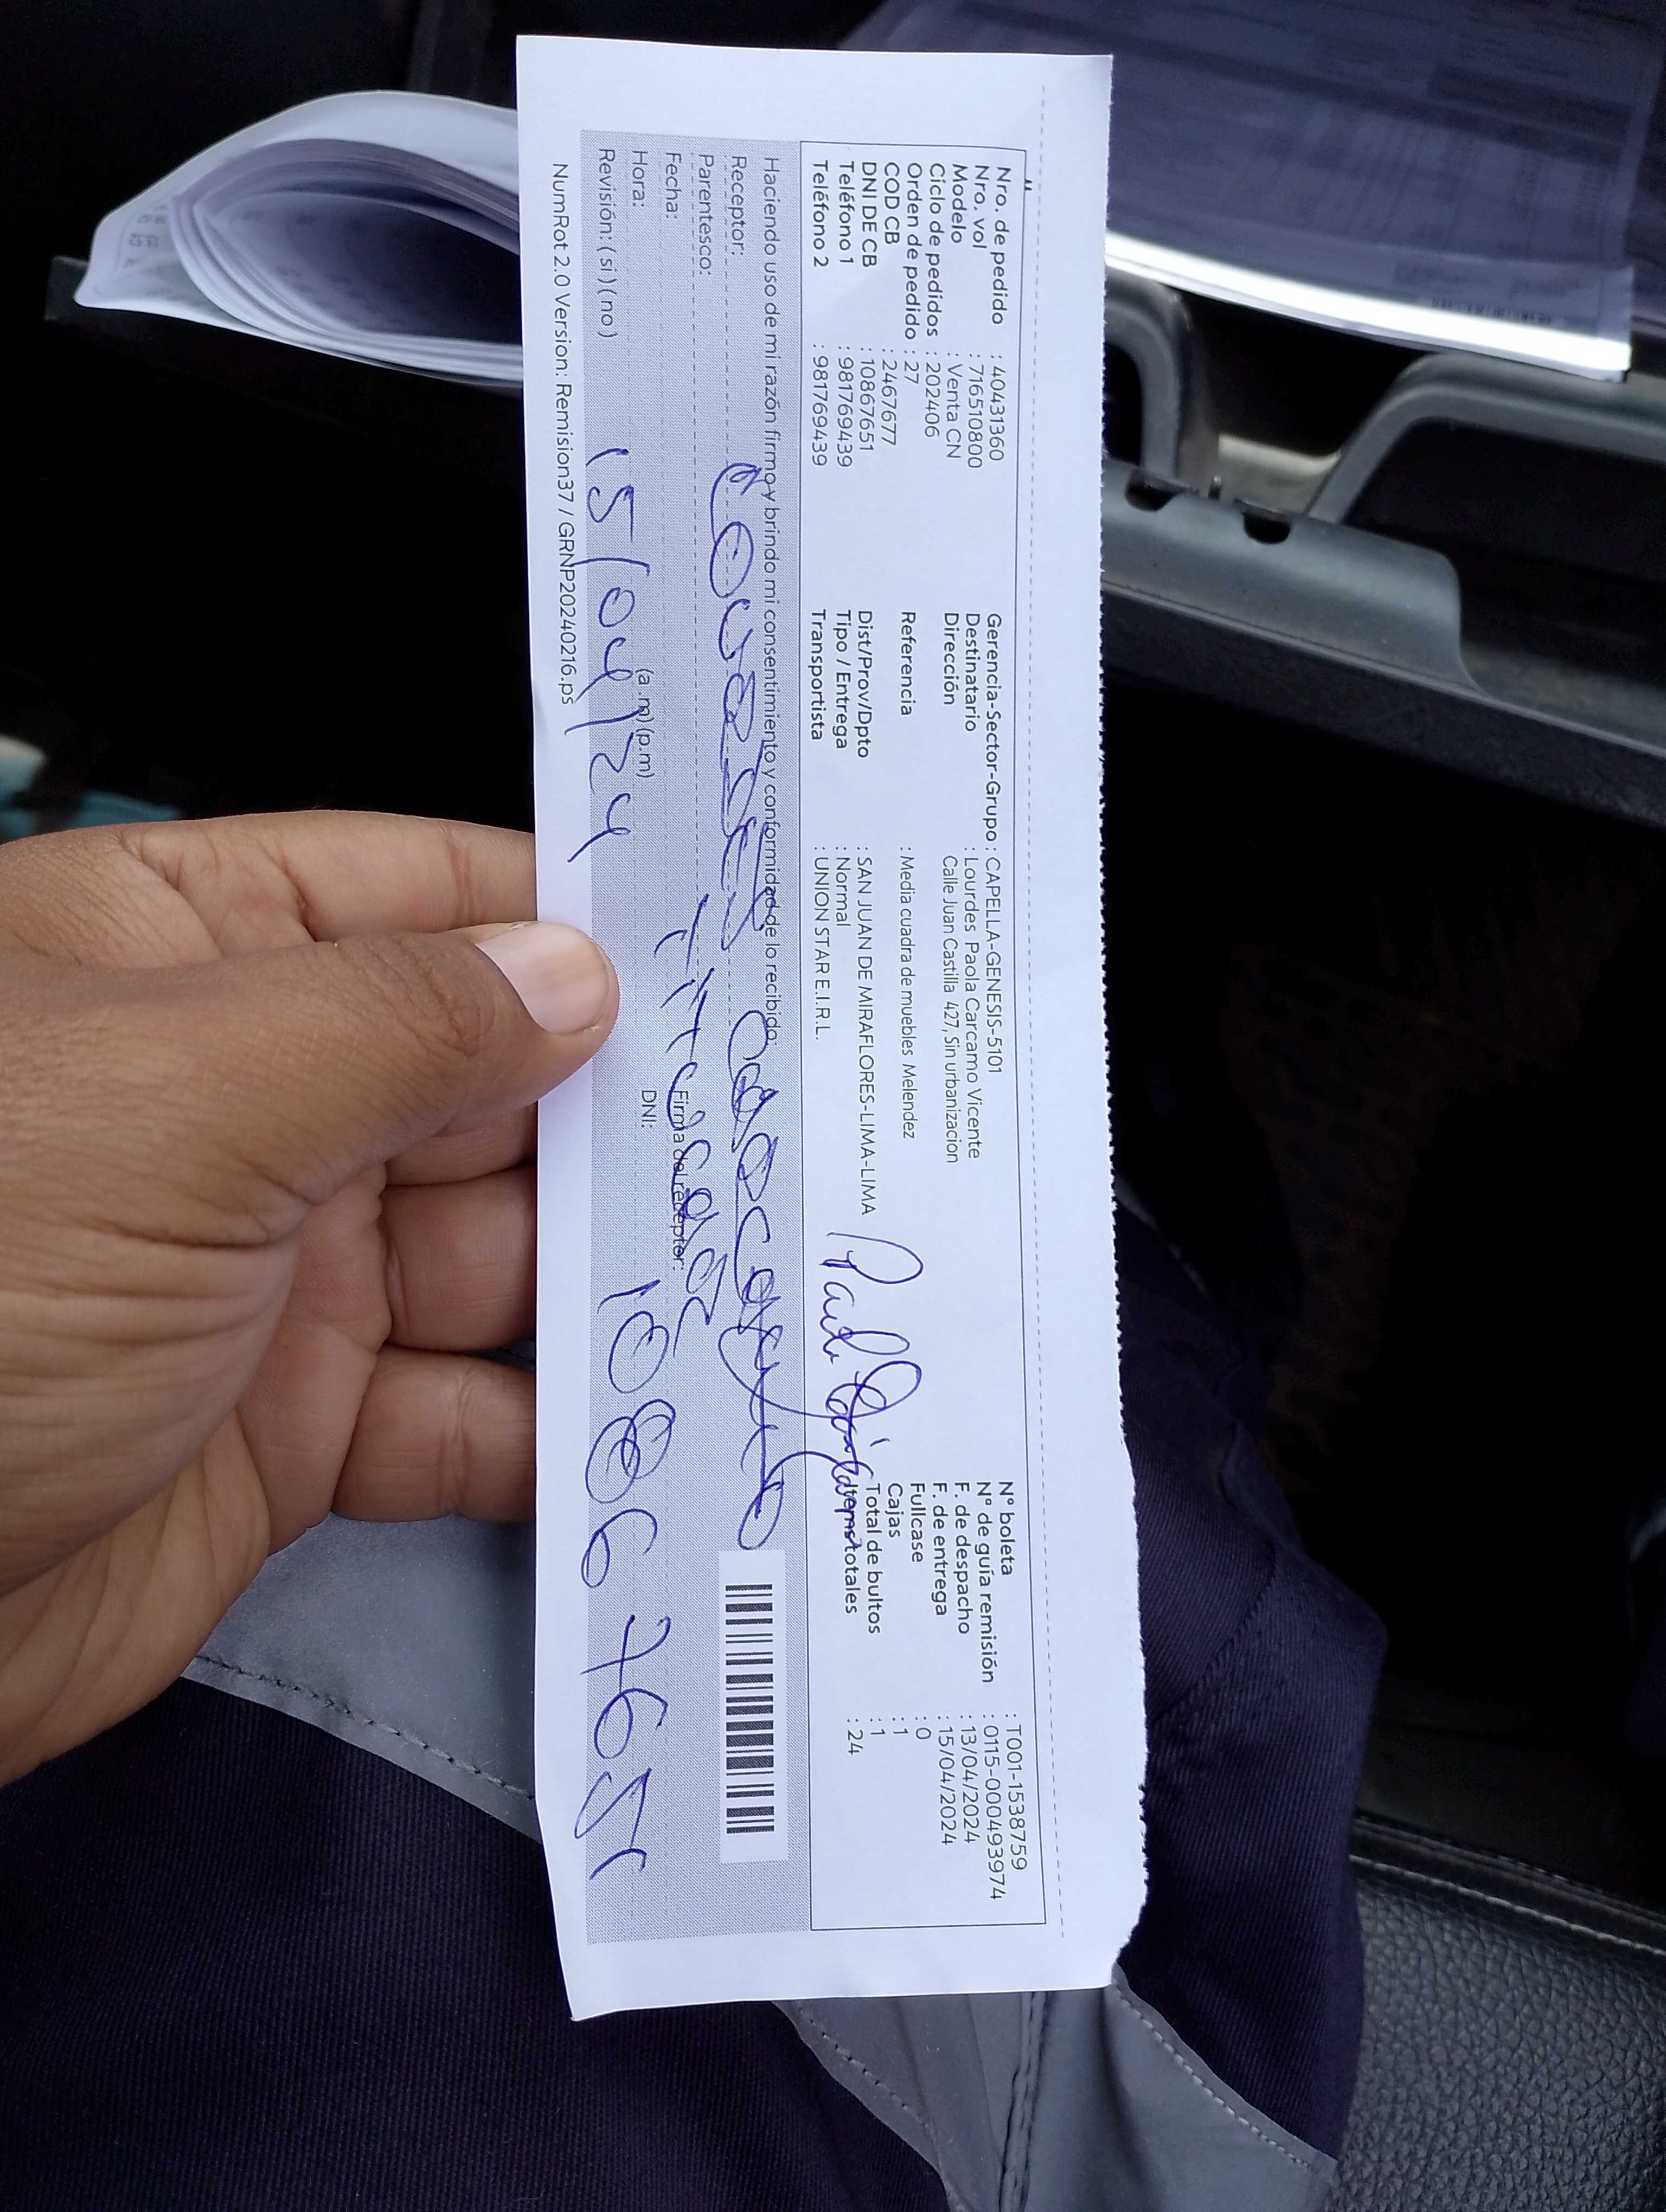 Nro. de pedido : 40431360
Nro. vol : 716510800
Modelo : Venta CN
Ciclo de pedidos : 202406
Orden de pedido : 27
COD CB : 2467677
DNI DE CB : 10867651
Teléfono 1 : 981769439
Teléfono 2 : 981769439
Gerencia-Sector-Grupo : CAPELLA-GENESIS-5101
Destinatario : Lourdes Paola Carcamo Vicente
Dirección Calle Juan Castilla 427, Sin urbanizacion
Referencia : Media cuadra de muebles Melendez
Dist/Prov/Dpto : SAN JUAN DE MIRAFLORES-LIMA-LIMA
Tipo / Entrega : Normal
Transportista : UNION STAR E.I.R.L.
N° boleta : T001-1538759
N° de guía remisión : 0115-0000493974
F. de despacho : 13/04/2024
F. de entrega : 15/04/2024
Fullcase : 0
Cajas : 1
Total de bultos : 1
Items totales : 24
Haciendo uso de mi razón firmo y brindo mi consentimiento y conformidad de lo recibido:
Receptor: Lourdes Carcamo
Parentesco: Titular
Fecha: Firma del receptor:
Hora: (a.m) (p.m) DNI:
Revisión: ( si ) ( no ) 15/04/24 10867651
NumRot 2.0 Version: Remision37 / GRNP20240216.ps